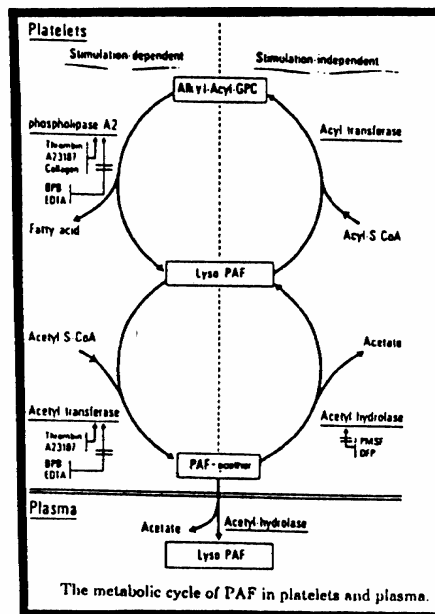 Platelets
Stimulation-dependent
Stimulation-independent
Alkyl-Acyl-GPC
phospholipase A2
Acyl transferase
Thrombin
A23187
Collagen
BPB
EDTA
Fatty acid
Acyl-S CoA
Lyso PAF
Acetyl S-CoA
Acetate
Acetyl transferase
Acetyl hydrolase
Thrombin
A23187
PMSF
DFP
BPB
EDTA
PAF-acether
Plasma
Acetate
Acetyl-hydrolase
Lyso PAF
The metabolic cycle of PAF in platelets and plasma.